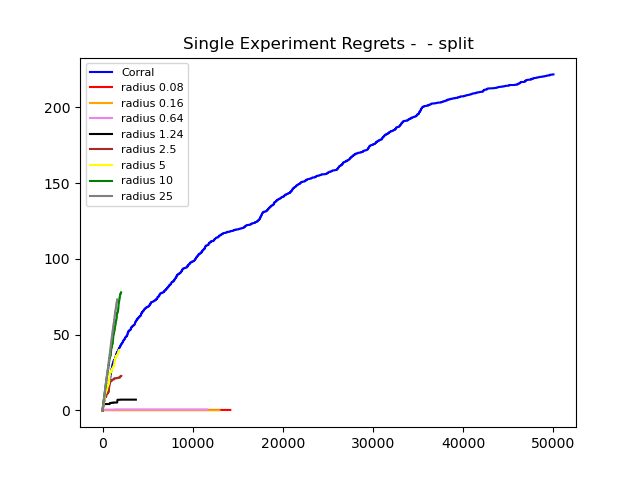 Single Experiment Regrets -  - split
Corral
radius 0.08
radius 0.16
radius 0.64
radius 1.24
radius 2.5
radius 5
radius 10
radius 25
200
150
100
50
0
0 10000 20000 30000 40000 50000